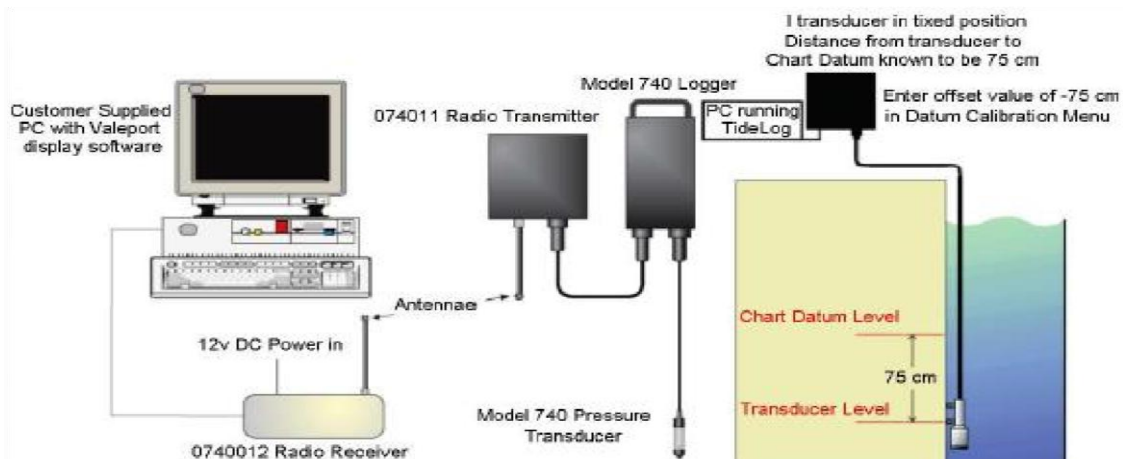 Customer Supplied
PC with Valeport
display software
12v DC Power in
0740012 Radio Receiver
Antennae
074011 Radio Transmitter
Model 740 Logger
Model 740 Pressure
Transducer
I transducer in tixed position
Distance from transducer to
Chart Datum known to be 75 cm
PC running
TideLog
Enter offset value of -75 cm
in Datum Calibration Menu
Chart Datum Level
75 cm
Transducer Level